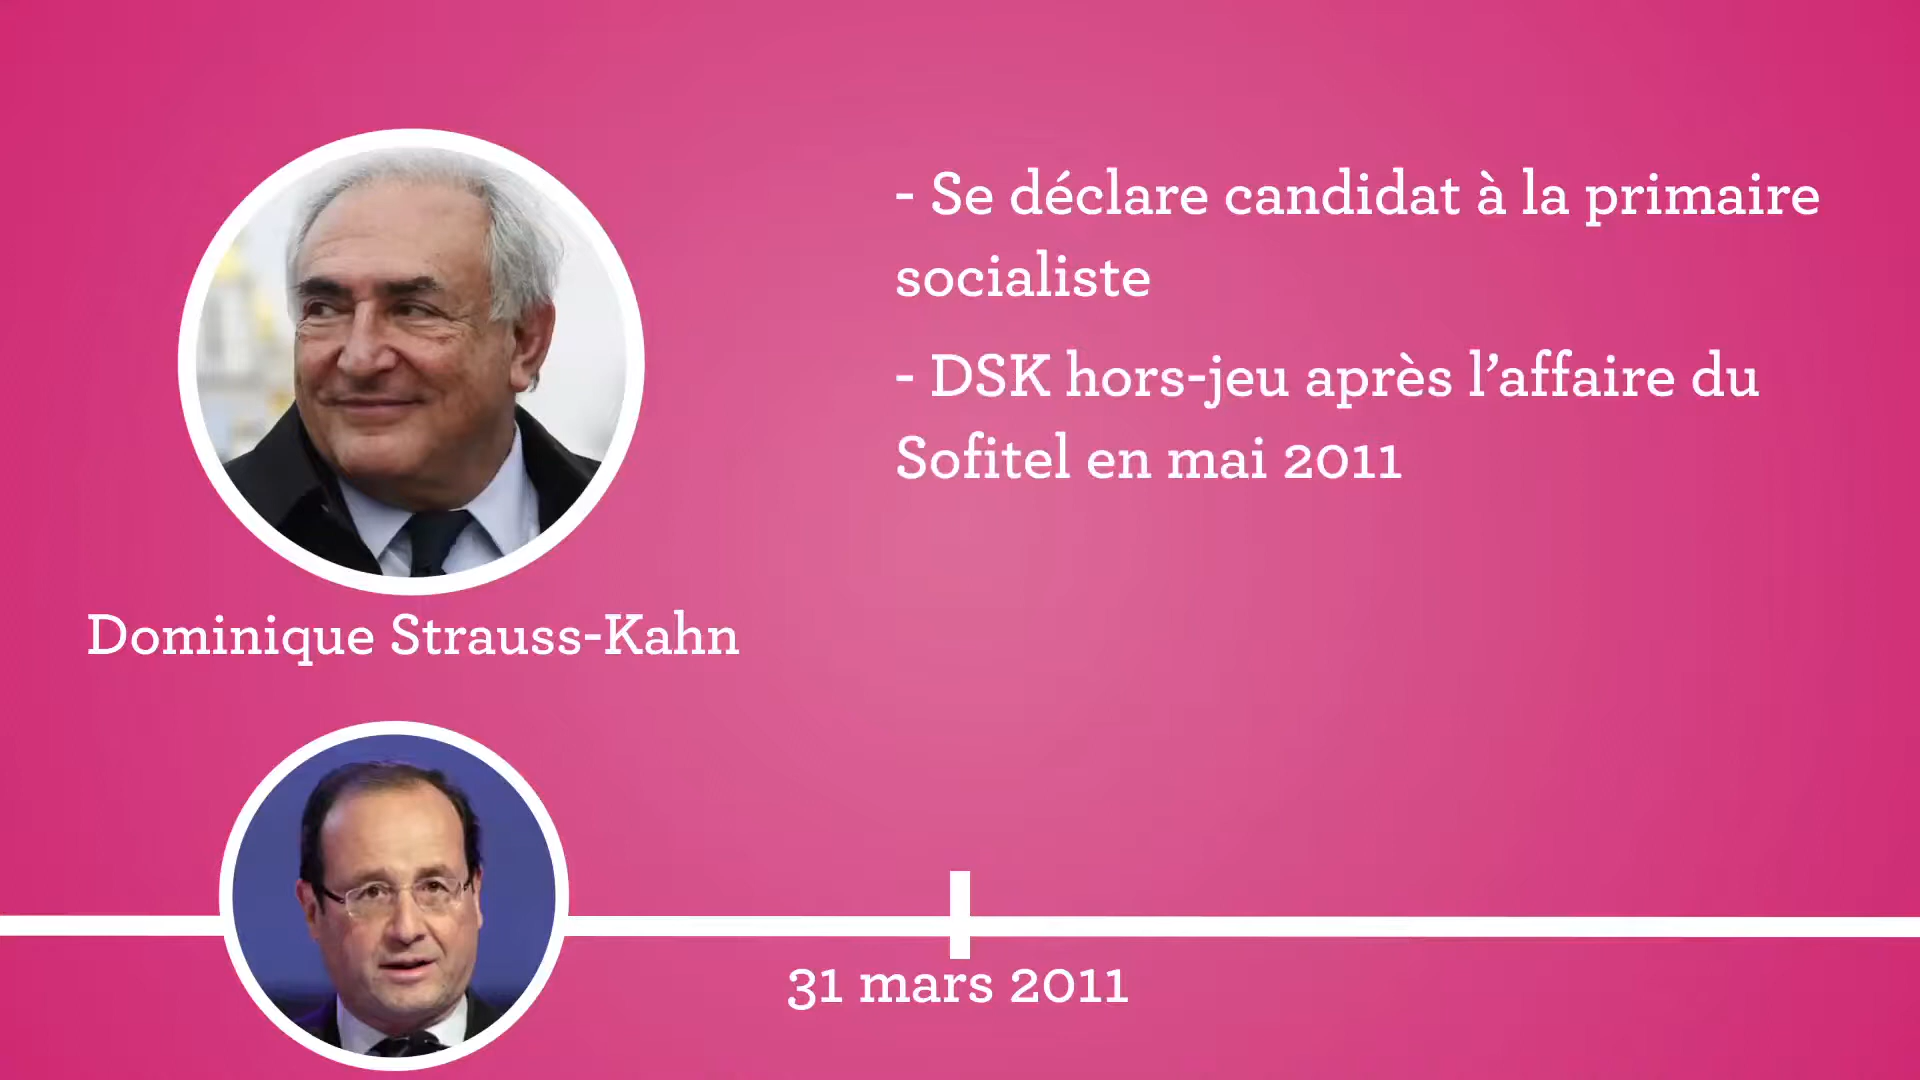 - Se déclare candidat à la primaire
socialiste
- DSK hors-jeu après l’affaire du
Sofitel en mai 2011
Dominique Strauss-Kahn
31 mars 2011